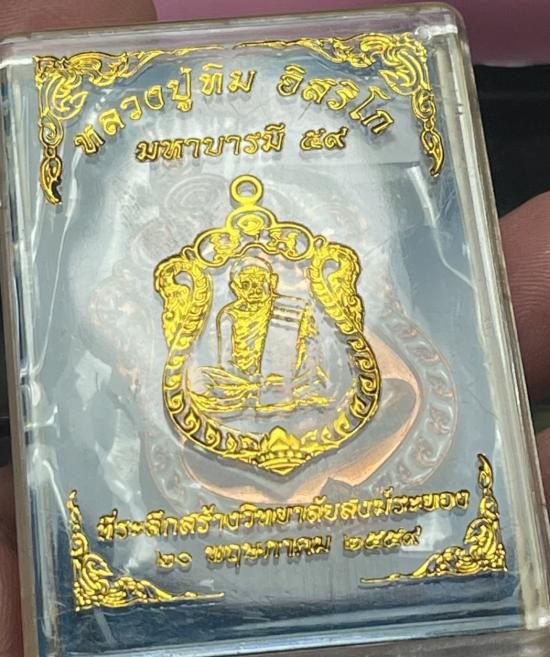 หลวงปู่ทิม อิสริโก
มหาบารมี ๕๙
ที่ระลึกสร้างวิทยาลัยสงฆ์ระยอง
๒๐ พฤษภาคม ๒๕๕๙